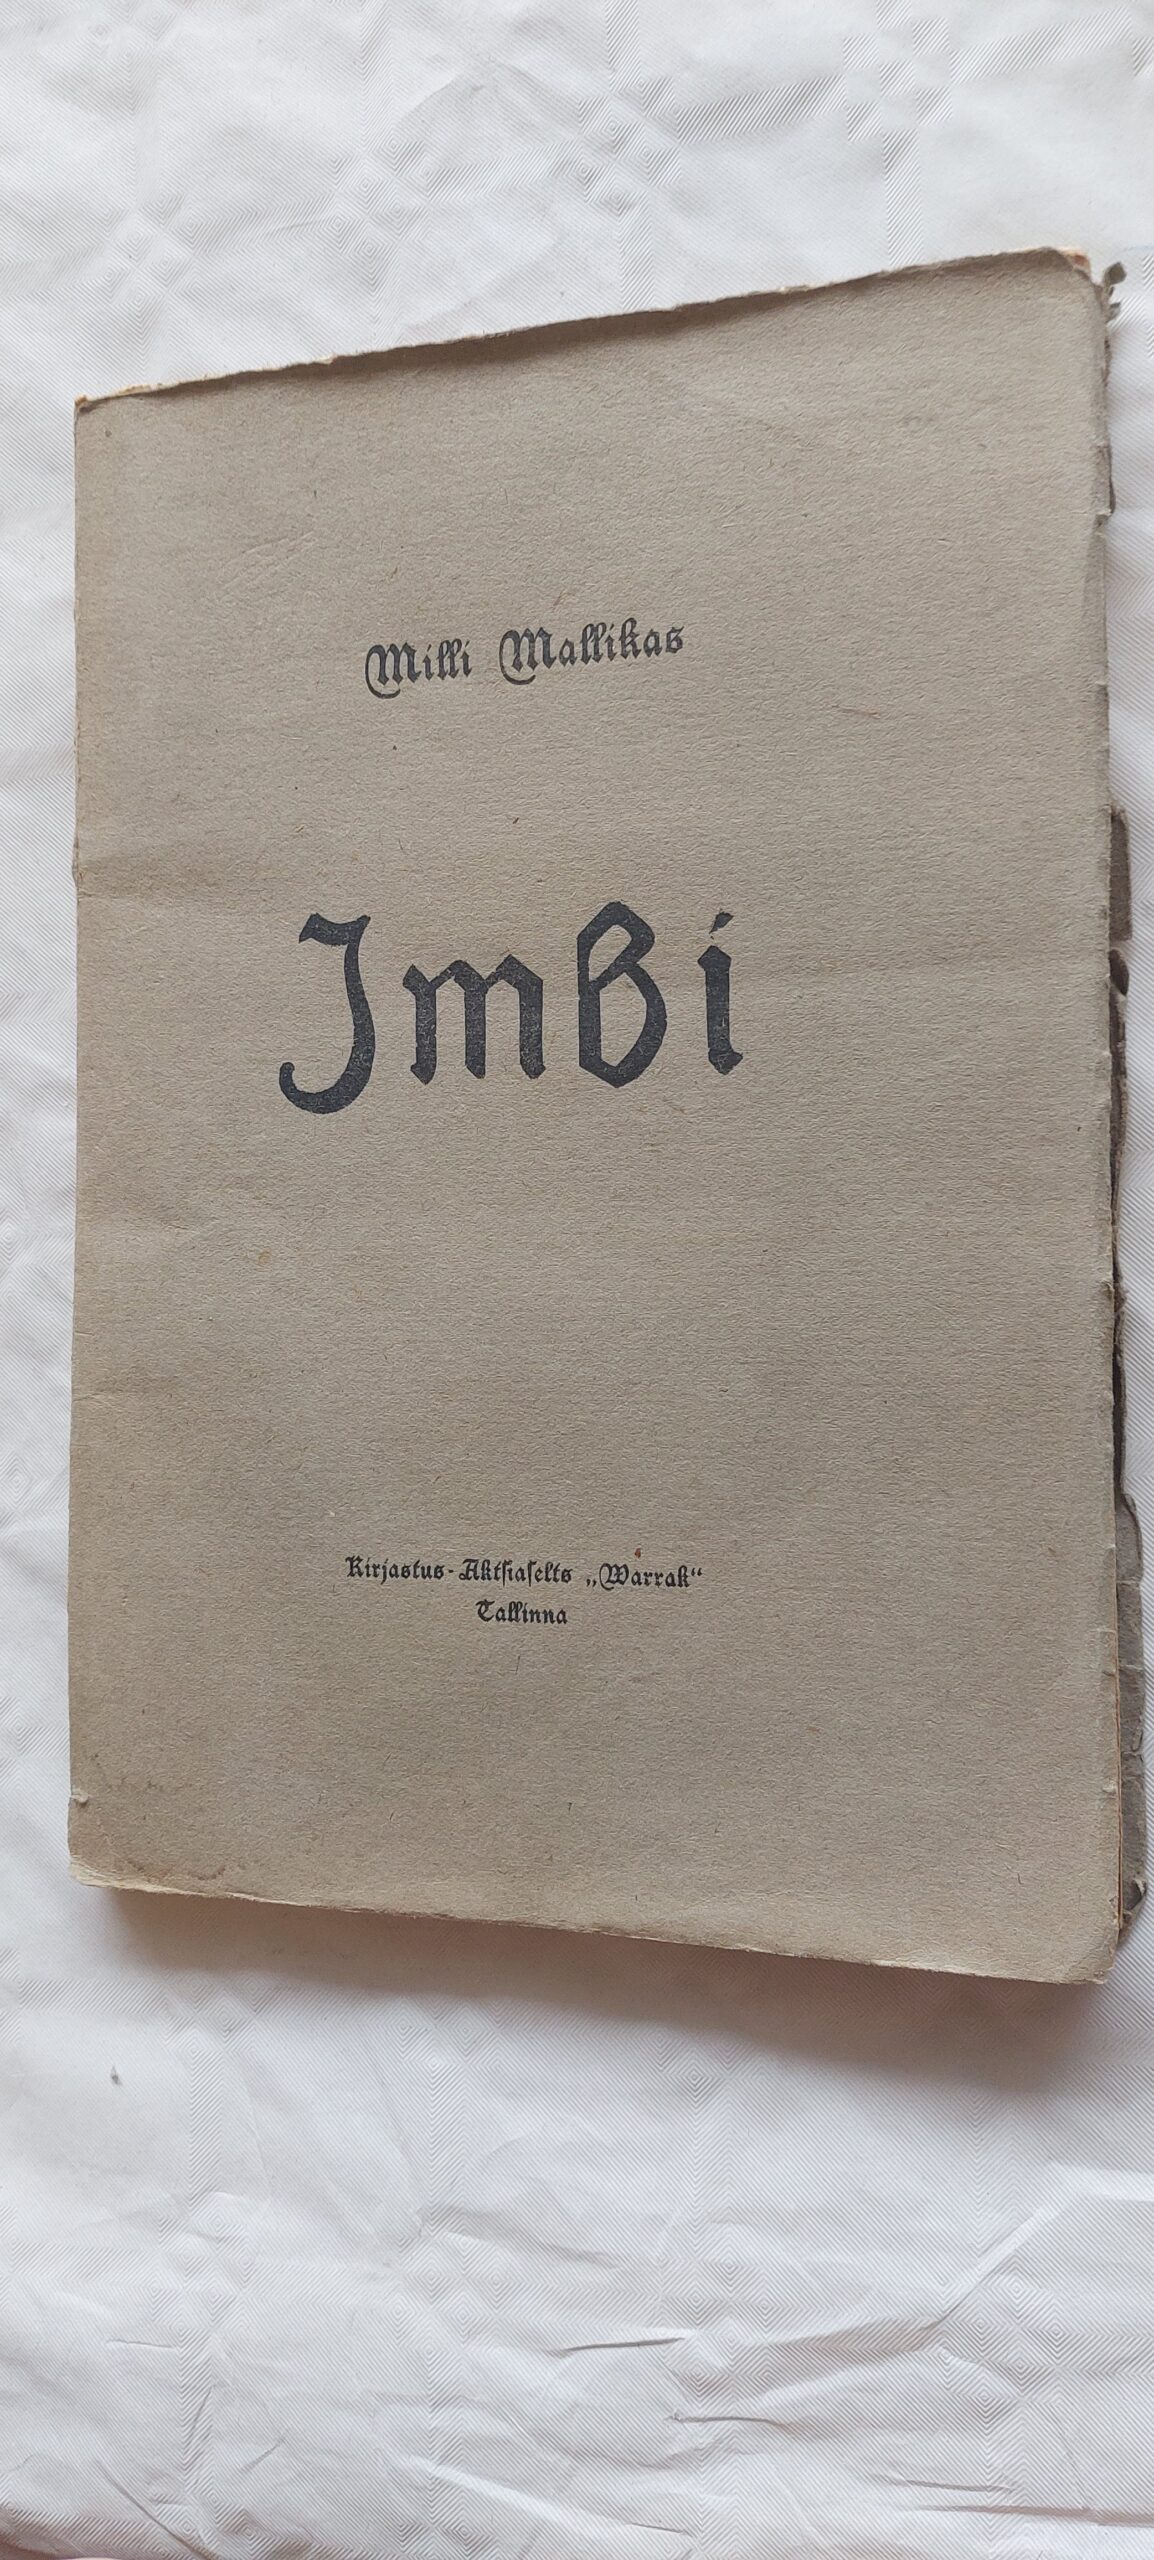 Milli Mallikas
Imbi
Kirjastus-Aktsiaselts „Warrak“
Tallinna